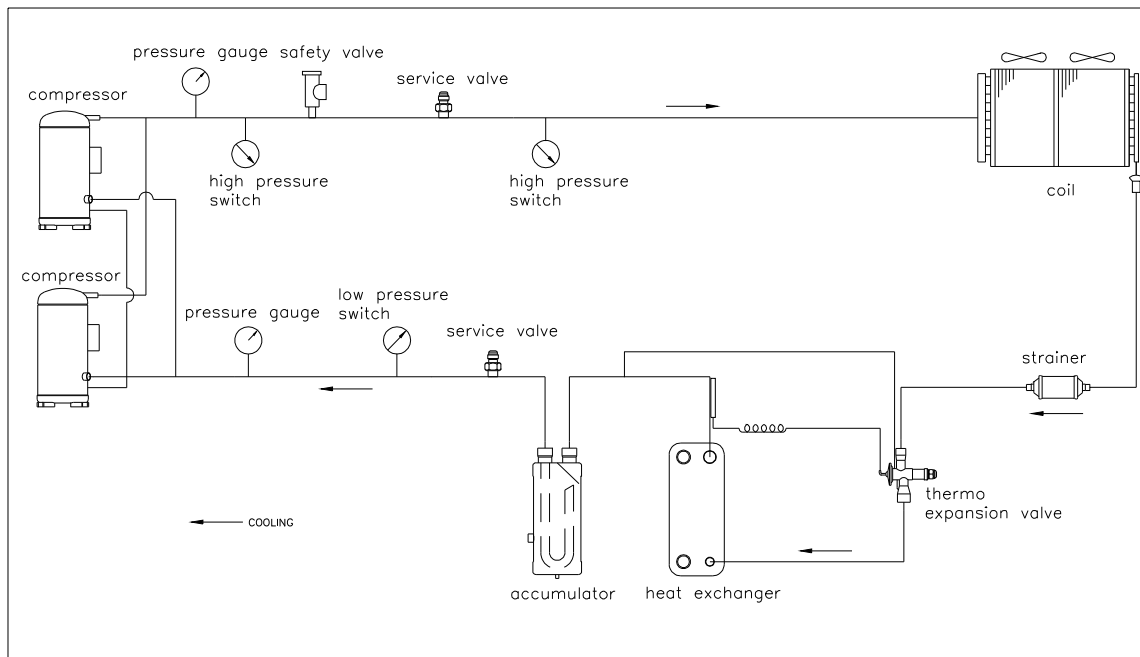 pressure gauge safety valve
service valve
compressor
high pressure
switch
high pressure
switch
coil
compressor
low pressure
switch
pressure gauge
service valve
strainer
thermo
expansion valve
COOLING
accumulator
heat exchanger